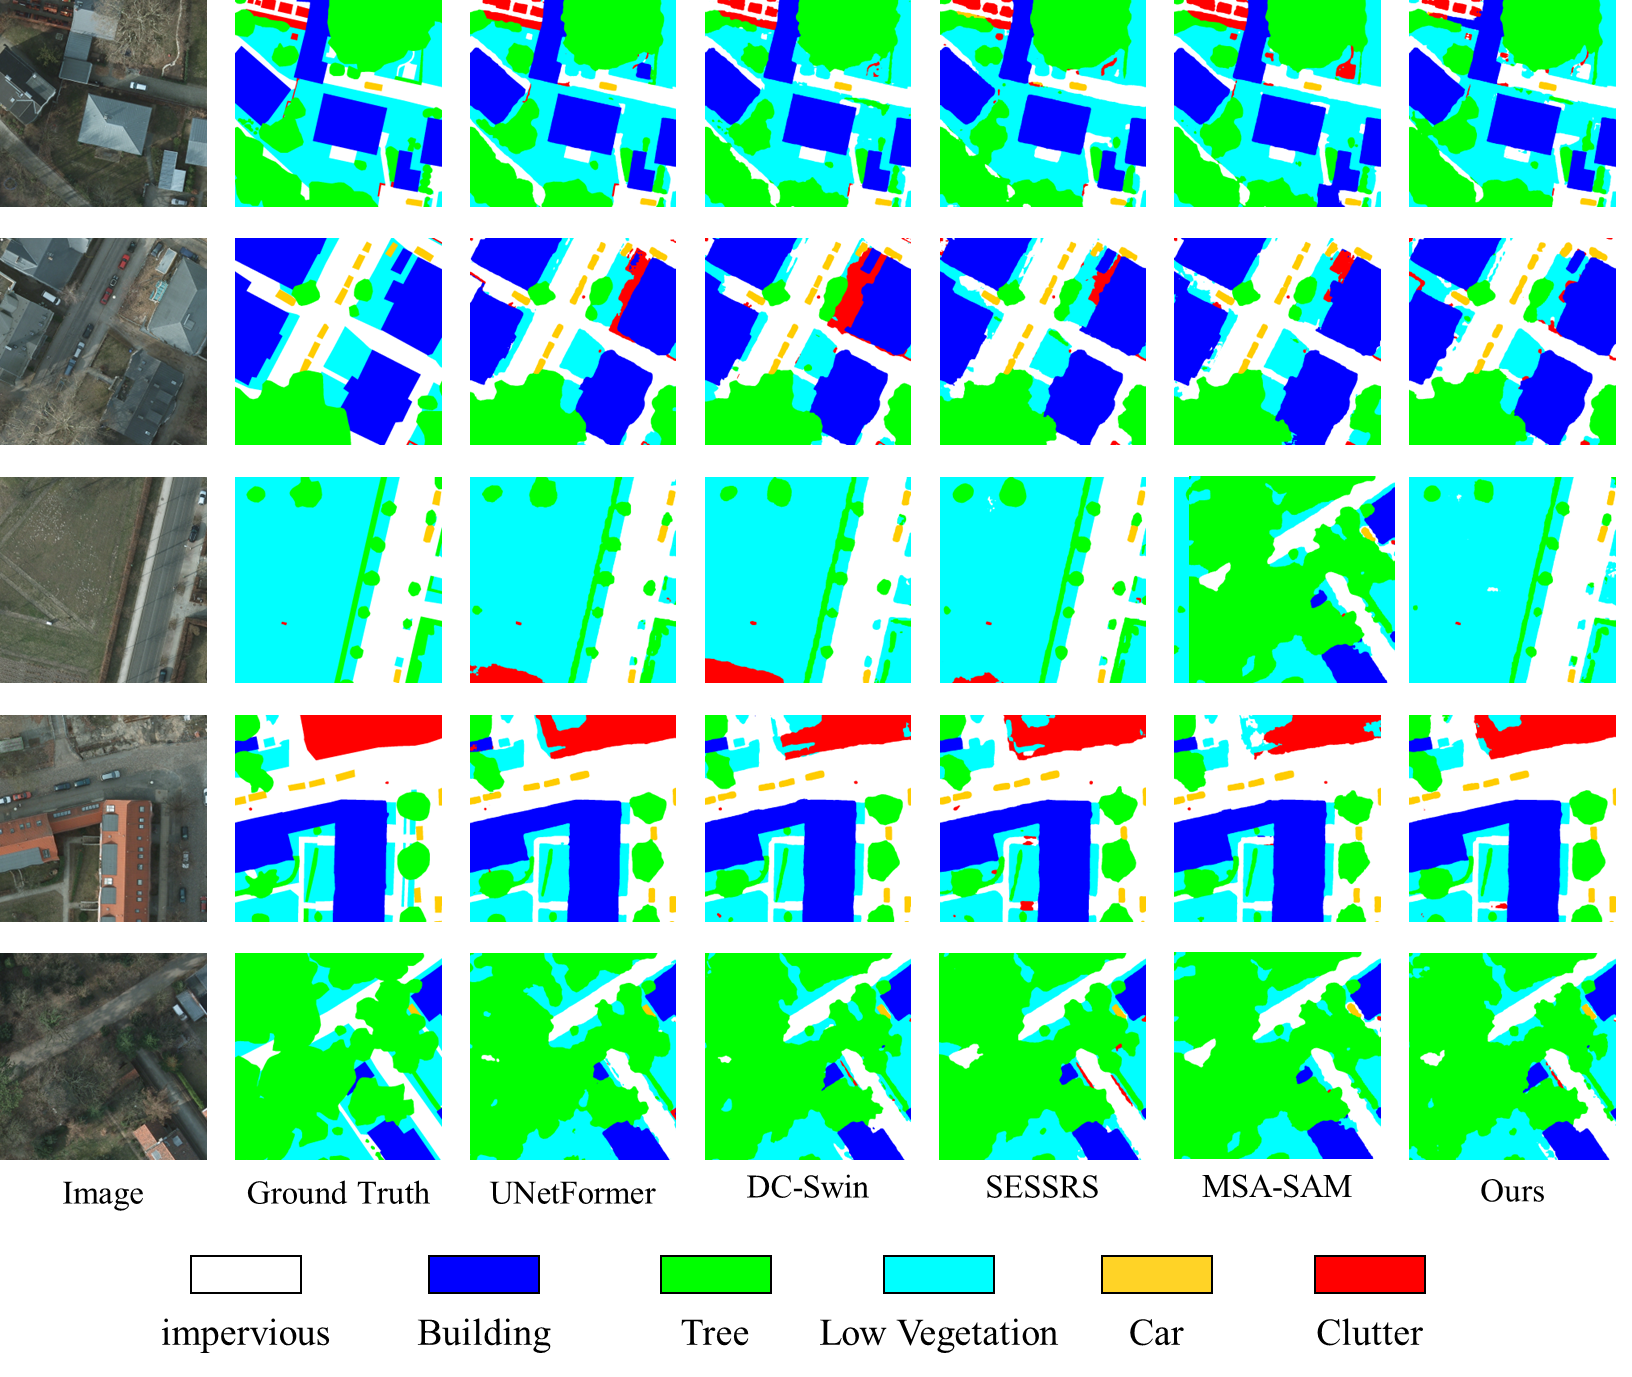 Image Ground Truth UNetFormer DC-Swin SESSRS MSA-SAM Ours
impervious Building Tree Low Vegetation Car Clutter